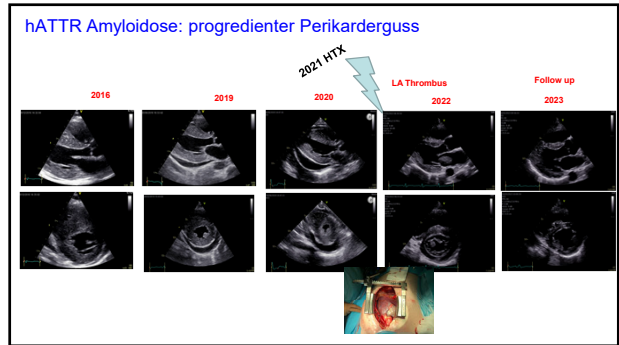 hATTR Amyloidose: progredienter Perikarderguss
2021 HTX
2016
2019
2020
LA Thrombus
2022
Follow up
2023